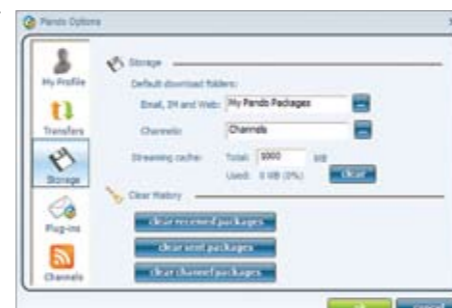 Pando Options
My Profile
Transfers
Storage
Plug-ins
Channels
Storage
Default download folders:
Email, IM and Web: My Pando Packages
Channels: Channels
Streaming cache: Total: 5000 MB
Used: 0 MB (0%) clear
Clear History
clear received packages
clear sent packages
clear channel packages
ok cancel